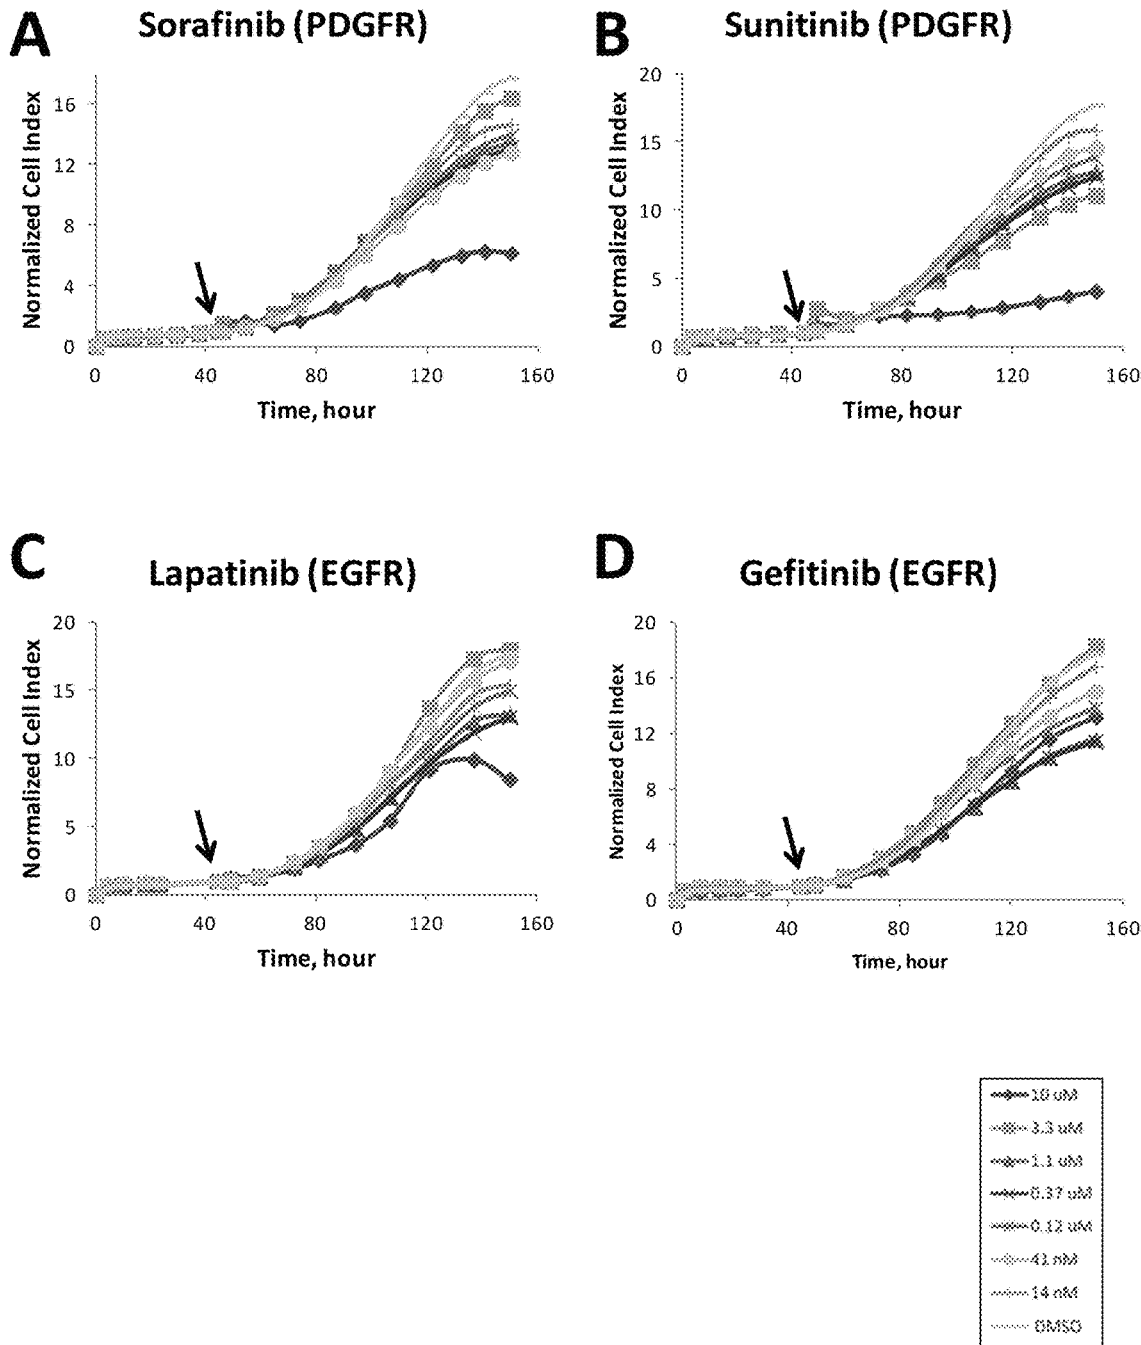 A
Sorafinib (PDGFR)
Normalized Cell Index
16
12
8
4
0
0 40 80 120 160
Time, hour
B
Sunitinib (PDGFR)
Normalized Cell Index
20
15
10
5
0
0 40 80 120 160
Time, hour
C
Lapatinib (EGFR)
Normalized Cell Index
20
15
10
5
0
0 40 80 120 160
Time, hour
D
Gefitinib (EGFR)
Normalized Cell Index
20
16
12
8
4
0
0 40 80 120 160
Time, hour
10 uM
3.3 uM
1.1 uM
0.37 uM
0.12 uM
41 nM
14 nM
DMSO